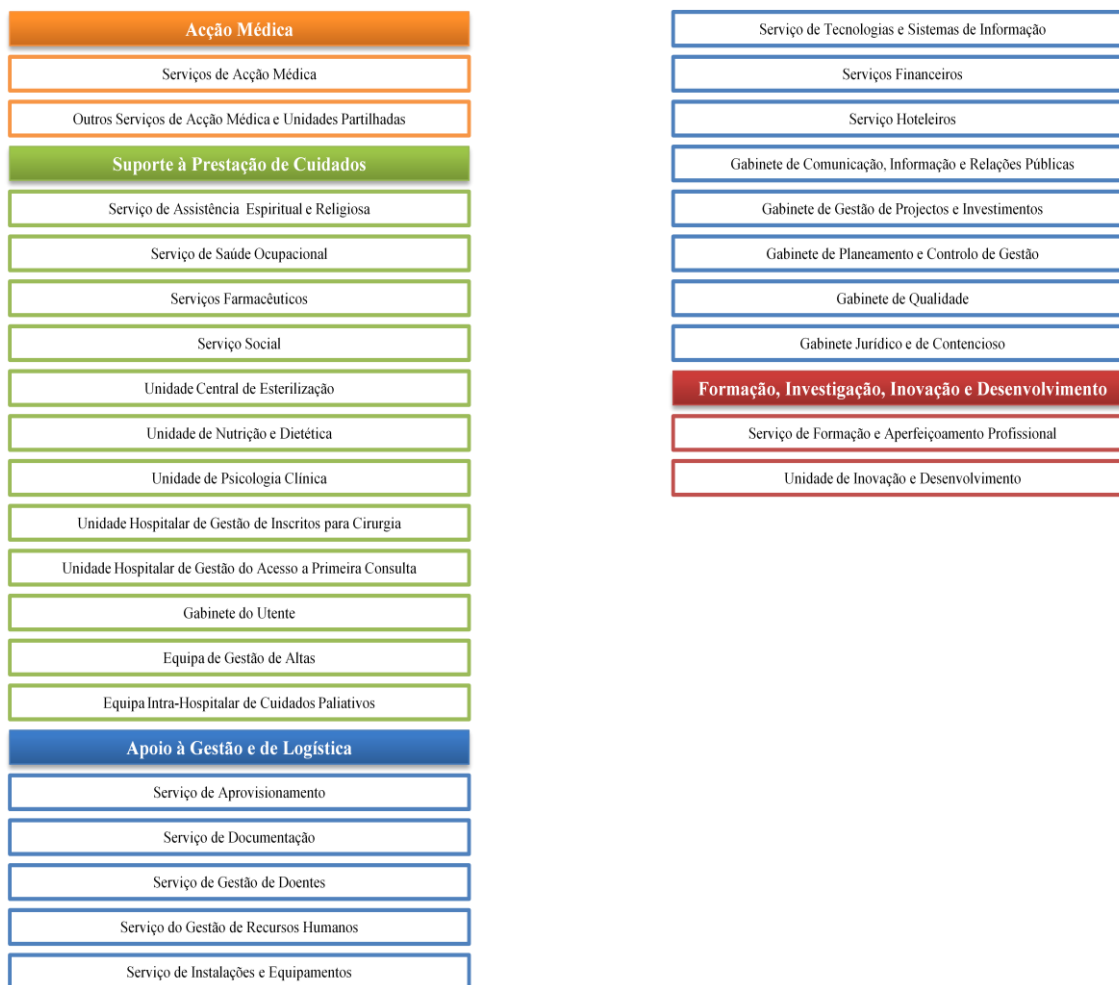 Acção Médica
Serviços de Acção Médica
Outros Serviços de Acção Médica e Unidades Partilhadas
Suporte à Prestação de Cuidados
Serviço de Assistência Espiritual e Religiosa
Serviço de Saúde Ocupacional
Serviços Farmacêuticos
Serviço Social
Unidade Central de Esterilização
Unidade de Nutrição e Dietética
Unidade de Psicologia Clínica
Unidade Hospitalar de Gestão de Inscritos para Cirurgia
Unidade Hospitalar de Gestão do Acesso a Primeira Consulta
Gabinete do Utente
Equipa de Gestão de Altas
Equipa Intra-Hospitalar de Cuidados Paliativos
Apoio à Gestão e de Logística
Serviço de Aprovisionamento
Serviço de Documentação
Serviço de Gestão de Doentes
Serviço do Gestão de Recursos Humanos
Serviço de Instalações e Equipamentos
Serviço de Tecnologias e Sistemas de Informação
Serviços Financeiros
Serviço Hoteleiros
Gabinete de Comunicação, Informação e Relações Públicas
Gabinete de Gestão de Projectos e Investimentos
Gabinete de Planeamento e Controlo de Gestão
Gabinete de Qualidade
Gabinete Jurídico e de Contencioso
Formação, Investigação, Inovação e Desenvolvimento
Serviço de Formação e Aperfeiçoamento Profissional
Unidade de Inovação e Desenvolvimento